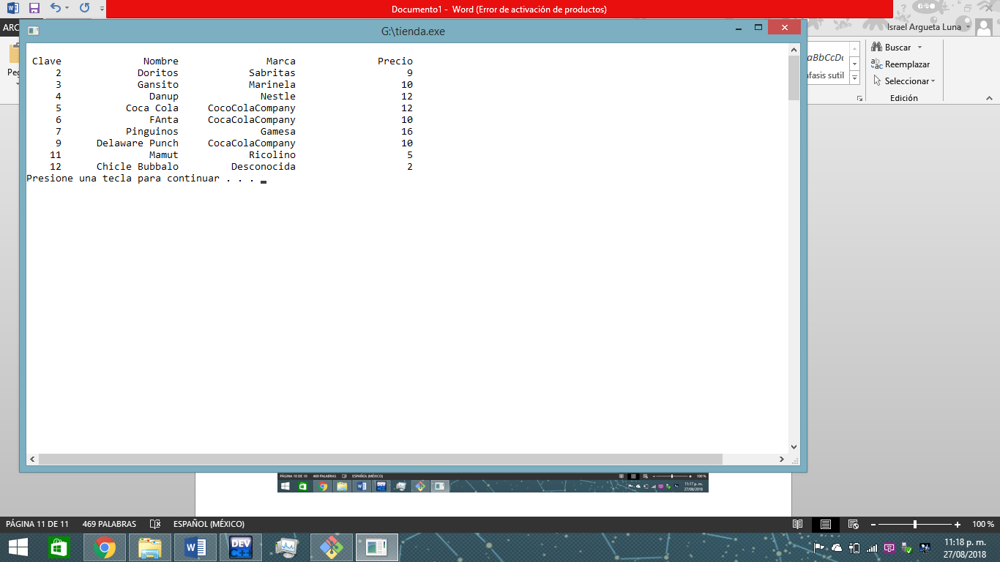 Documento1 - Word (Error de activación de productos)
ARC
G:\tienda.exe
Israel Argueta Luna
Peg
Clave Nombre Marca Precio
2 Doritos Sabritas 9
3 Gansito Marinela 10
4 Danup Nestle 12
5 Coca Cola CocoColaCompany 12
6 FAnta CocaColaCompany 10
7 Pinguinos Gamesa 16
9 Delaware Punch CocaColaCompany 10
11 Mamut Ricolino 5
12 Chicle Bubbalo Desconocida 2
Presione una tecla para continuar . . .
aBbCcDc
nfasis sutil
Buscar
Reemplazar
Seleccionar
Edición
PÁGINA 10 DE 10 469 PALABRAS ESPAÑOL (MÉXICO) 100 %
11:17 p. m.
27/08/2018
PÁGINA 11 DE 11 469 PALABRAS ESPAÑOL (MÉXICO) 100 %
DEV
C++
11:18 p. m.
27/08/2018